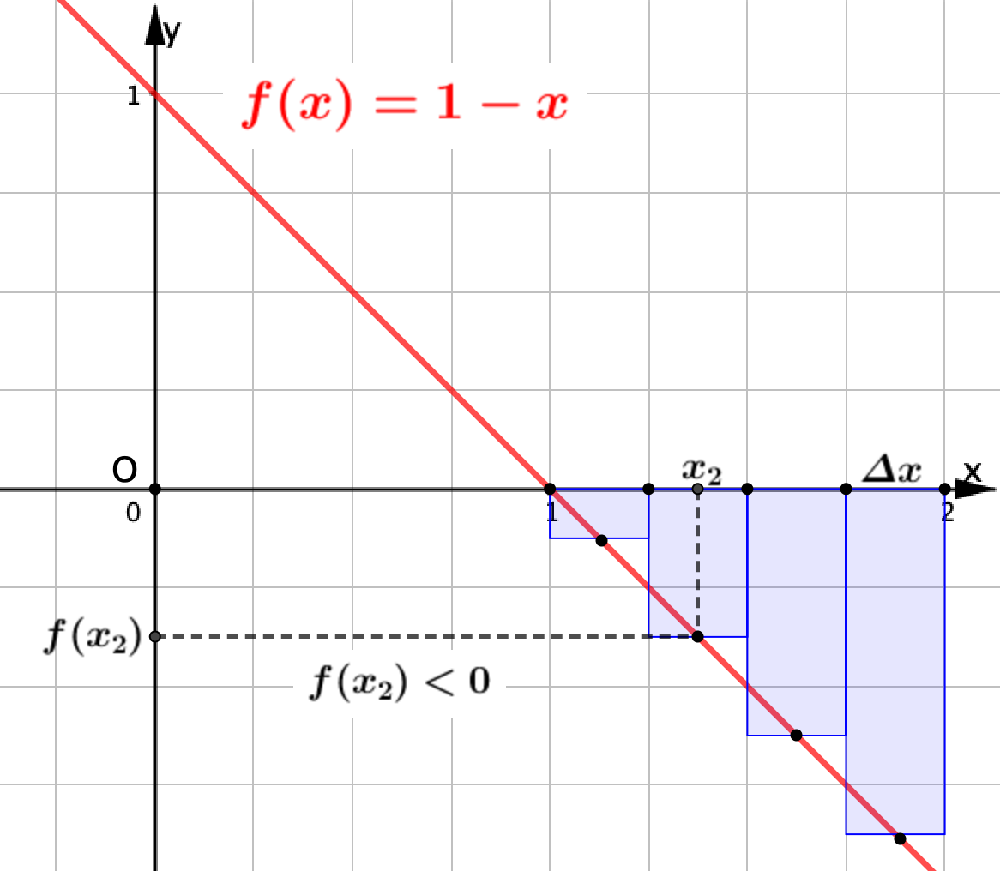 y
1
f(x) = 1 − x
O
x₂
Δx
x
0
1
2
f(x₂)
f(x₂) < 0